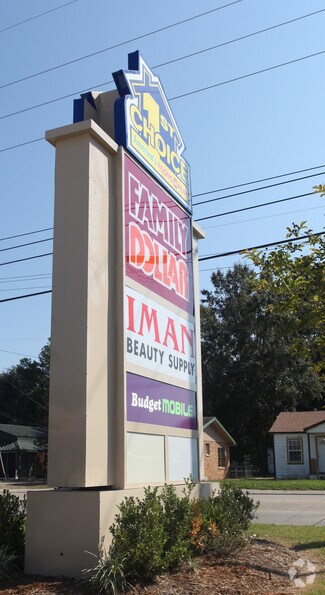 1ST
CHOICE
FAMILY
DOLLAR
IMAN
BEAUTY SUPPLY
Budget MOBILE